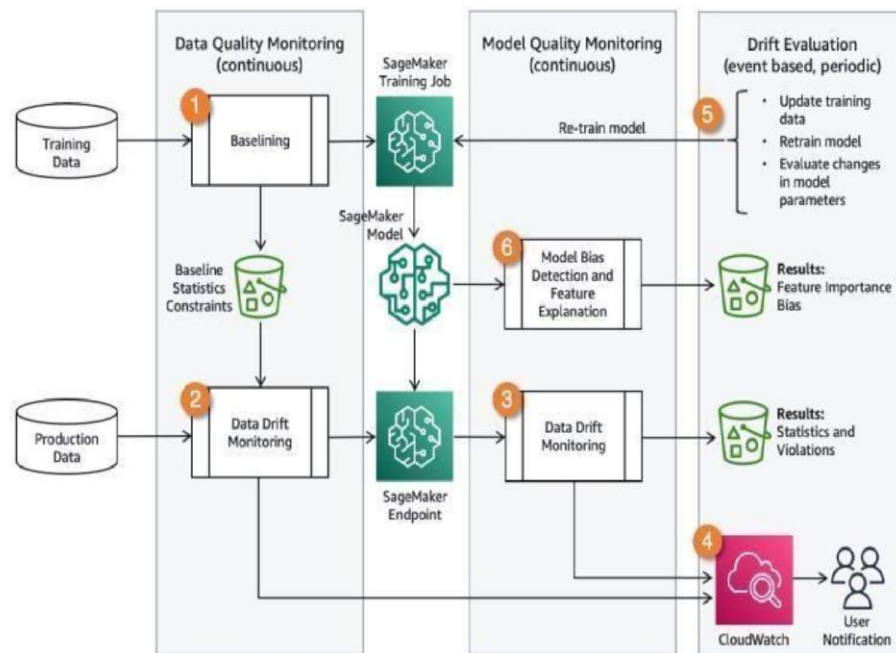 Data Quality Monitoring
(continuous)
SageMaker
Training Job
Model Quality Monitoring
(continuous)
Drift Evaluation
(event based, periodic)
1
Training
Data
Baselining
Re-train model
5
• Update training
data
• Retrain model
• Evaluate changes
in model
parameters
SageMaker
Model
Baseline
Statistics
Constraints
6
Model Bias
Detection and
Feature
Explanation
Results:
Feature Importance
Bias
2
Production
Data
Data Drift
Monitoring
SageMaker
Endpoint
3
Data Drift
Monitoring
Results:
Statistics and
Violations
4
CloudWatch
User
Notification